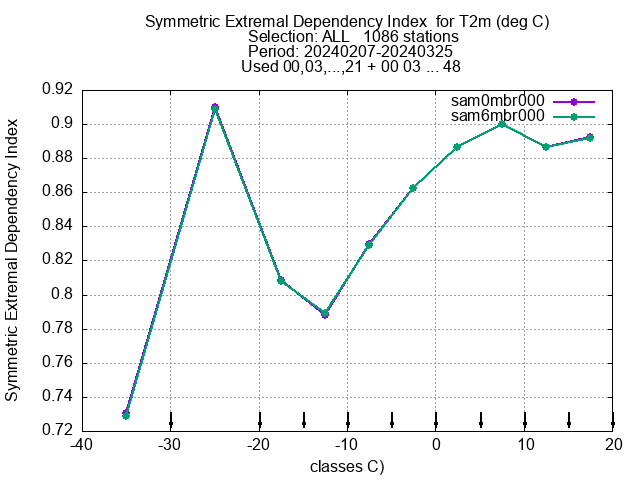 Symmetric Extremal Dependency Index  for T2m (deg C)
Selection: ALL   1086 stations
Period: 20240207-20240325
Used 00,03,...,21 + 00 03 ... 48
sam0mbr000
sam6mbr000
Symmetric Extremal Dependency Index
0.92
0.9
0.88
0.86
0.84
0.82
0.8
0.78
0.76
0.74
0.72
-40 -30 -20 -10 0 10 20
classes C)